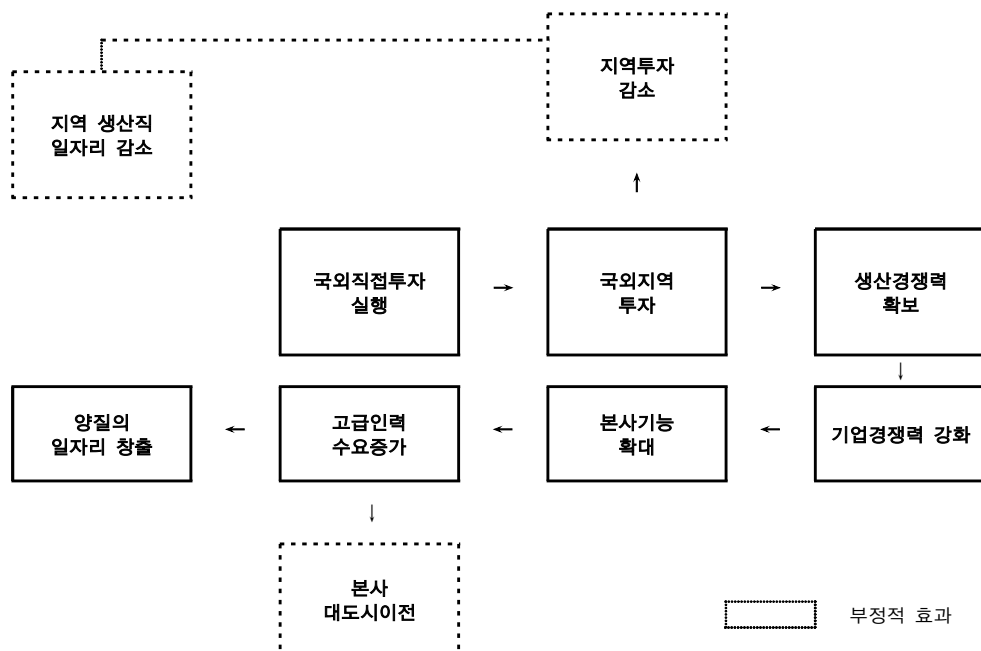 지역투자
감소
지역 생산직
일자리 감소
국외직접투자
실행
국외지역
투자
생산경쟁력
확보
양질의
일자리 창출
고급인력
수요증가
본사기능
확대
기업경쟁력 강화
본사
대도시이전
부정적 효과